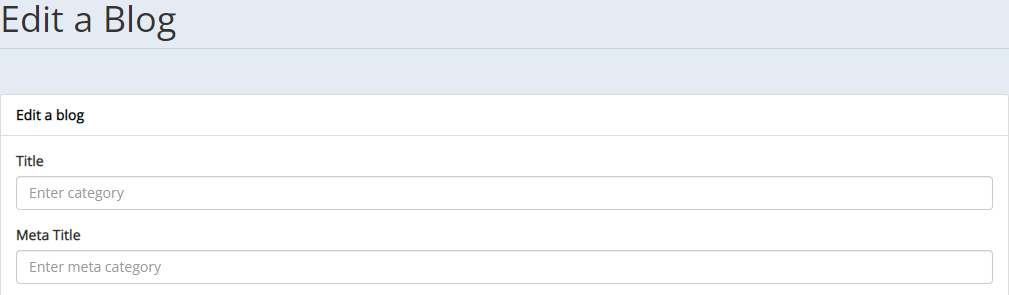 Edit a Blog
Edit a blog
Title
Enter category
Meta Title
Enter meta category